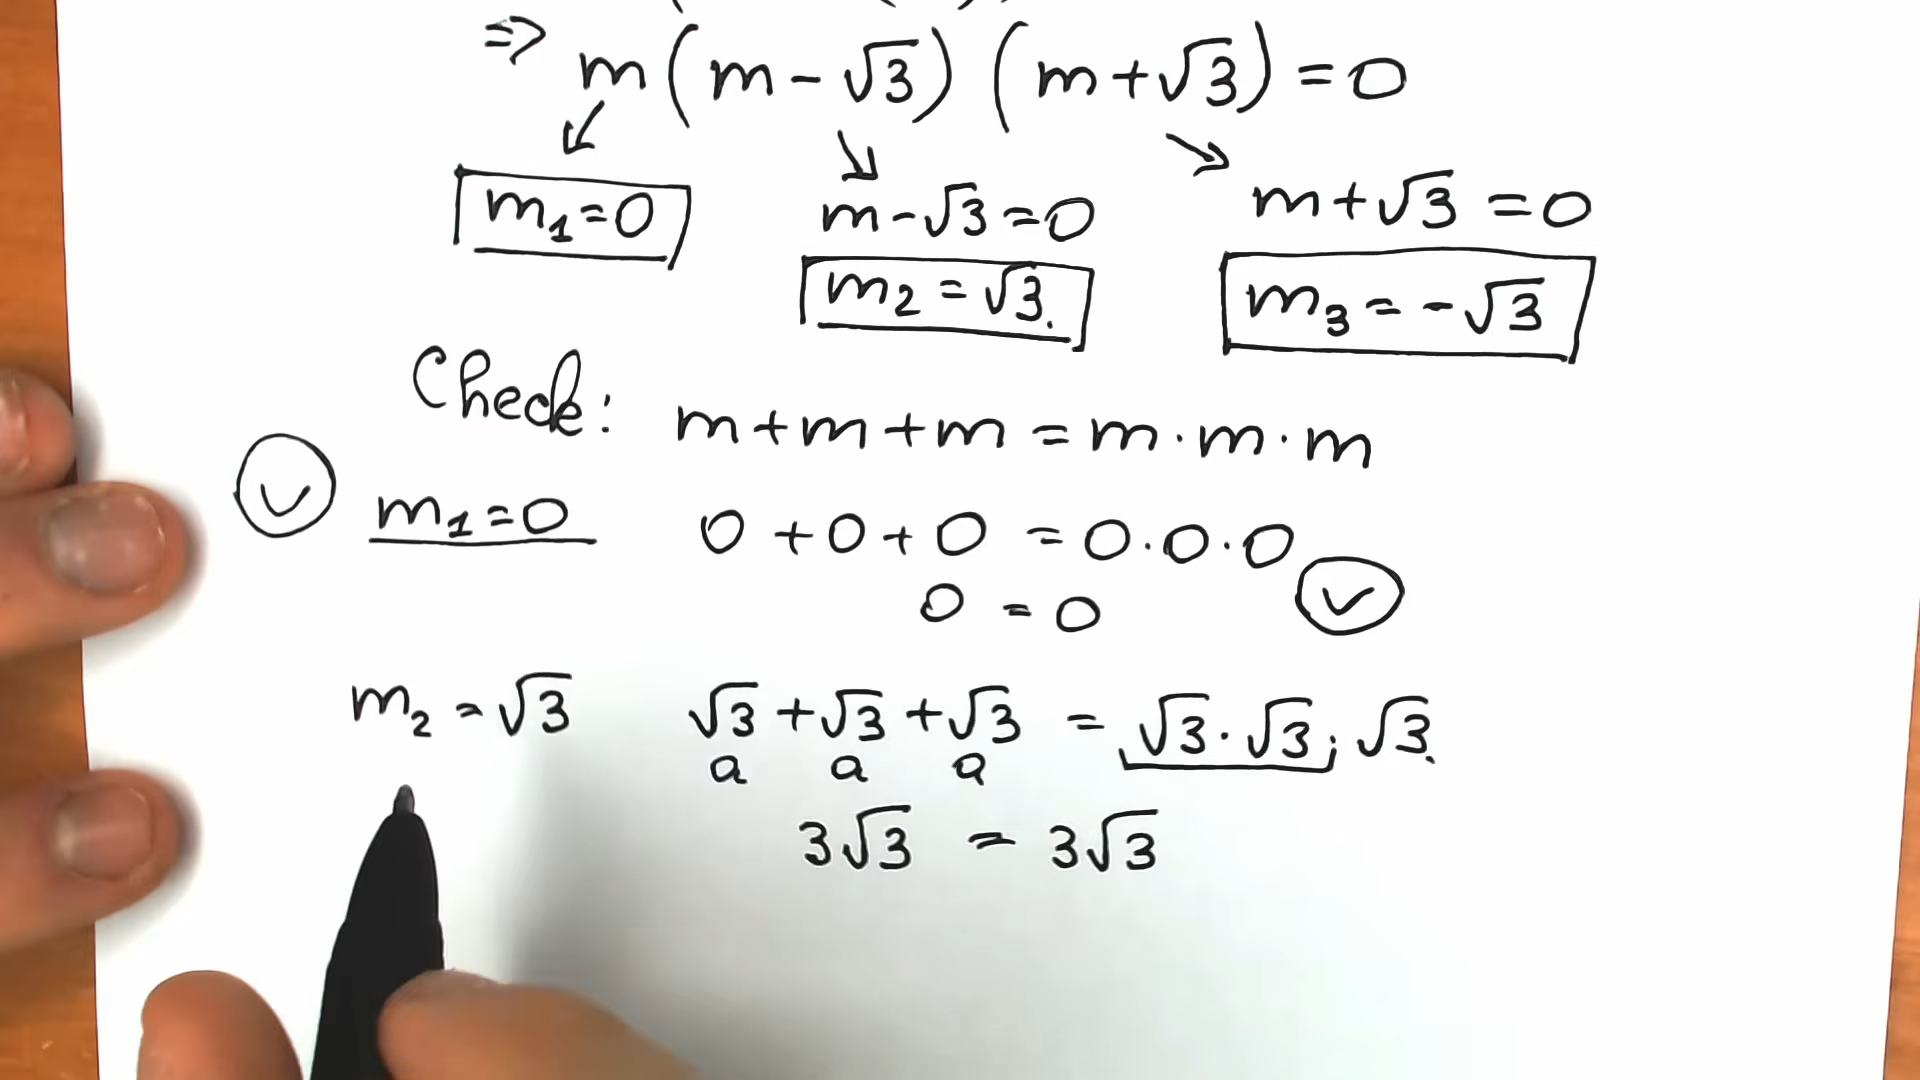 ⇒ m(m-√3)(m+√3)=0
↙ ↘ ↘
m₁=0 m-√3=0 m+√3=0
m₂=√3. m₃=-√3
Check: m+m+m=m·m·m
✓ m₁=0 0+0+0=0·0·0
0=0 ✓
m₂=√3 √3+√3+√3=√3·√3·√3.
a a a
3√3=3√3